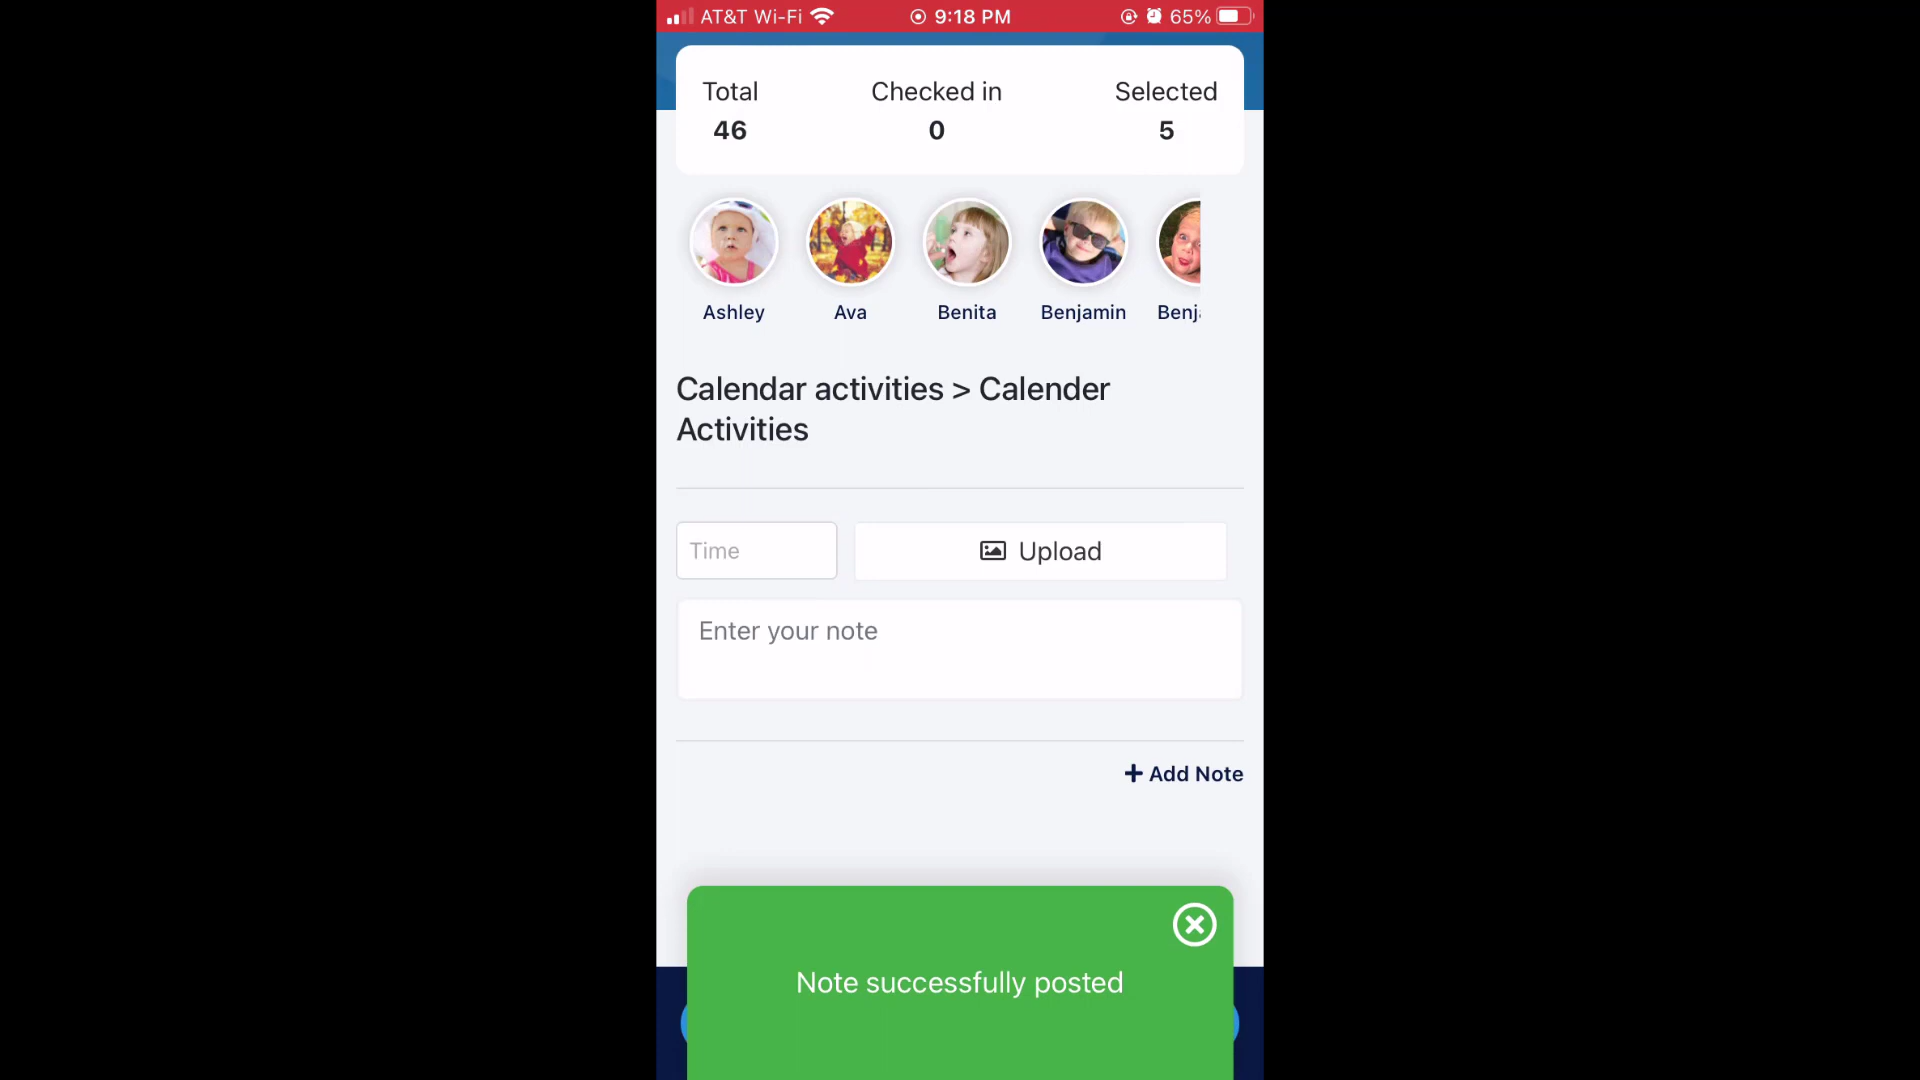 AT&T Wi-Fi 9:18 PM 65%
Total Checked in Selected
46 0 5
Ashley Ava Benita Benjamin Benj
Calendar activities > Calender
Activities
Time Upload
Enter your note
+ Add Note
Note successfully posted